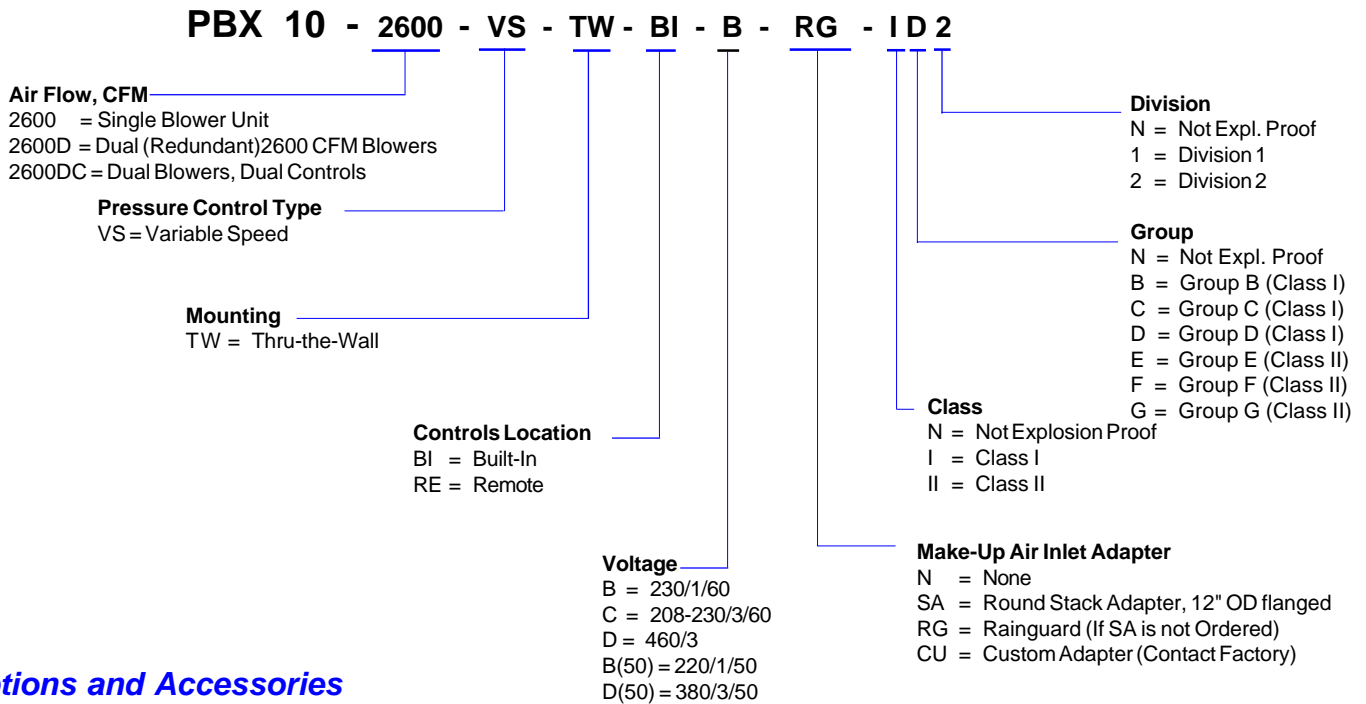 PBX 10 - 2600 - VS - TW - BI - B - RG - I D 2
Air Flow, CFM
2600 = Single Blower Unit
2600D = Dual (Redundant)2600 CFM Blowers
2600DC = Dual Blowers, Dual Controls
Pressure Control Type
VS = Variable Speed
Mounting
TW = Thru-the-Wall
Controls Location
BI = Built-In
RE = Remote
Voltage
B = 230/1/60
C = 208-230/3/60
D = 460/3
B(50) = 220/1/50
D(50) = 380/3/50
Make-Up Air Inlet Adapter
N = None
SA = Round Stack Adapter, 12" OD flanged
RG = Rainguard (If SA is not Ordered)
CU = Custom Adapter (Contact Factory)
Class
N = Not Explosion Proof
I = Class I
II = Class II
Group
N = Not Expl. Proof
B = Group B (Class I)
C = Group C (Class I)
D = Group D (Class I)
E = Group E (Class II)
F = Group F (Class II)
G = Group G (Class II)
Division
N = Not Expl. Proof
1 = Division 1
2 = Division 2
tions and Accessories